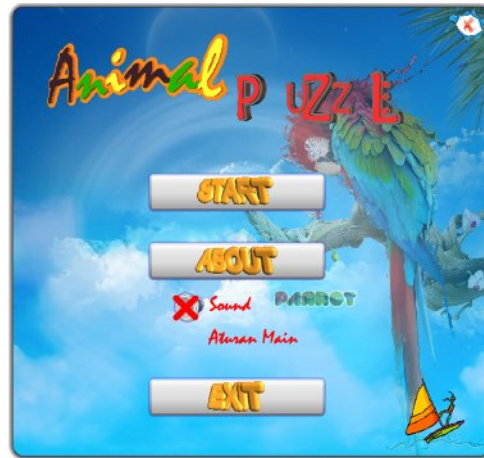 Animal
PUZZLE
START
ABOUT
Sound PARROT
Aturan Main
EXIT